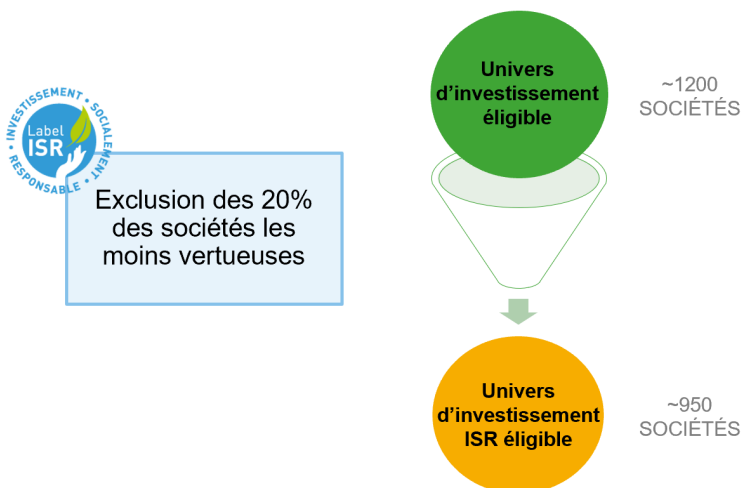 Univers
d'investissement
éligible
~1200
SOCIÉTÉS
INVESTISSEMENT • SOCIALEMENT • RESPONSABLE •
Label
ISR
Exclusion des 20%
des sociétés les
moins vertueuses
Univers
d'investissement
ISR éligible
~950
SOCIÉTÉS